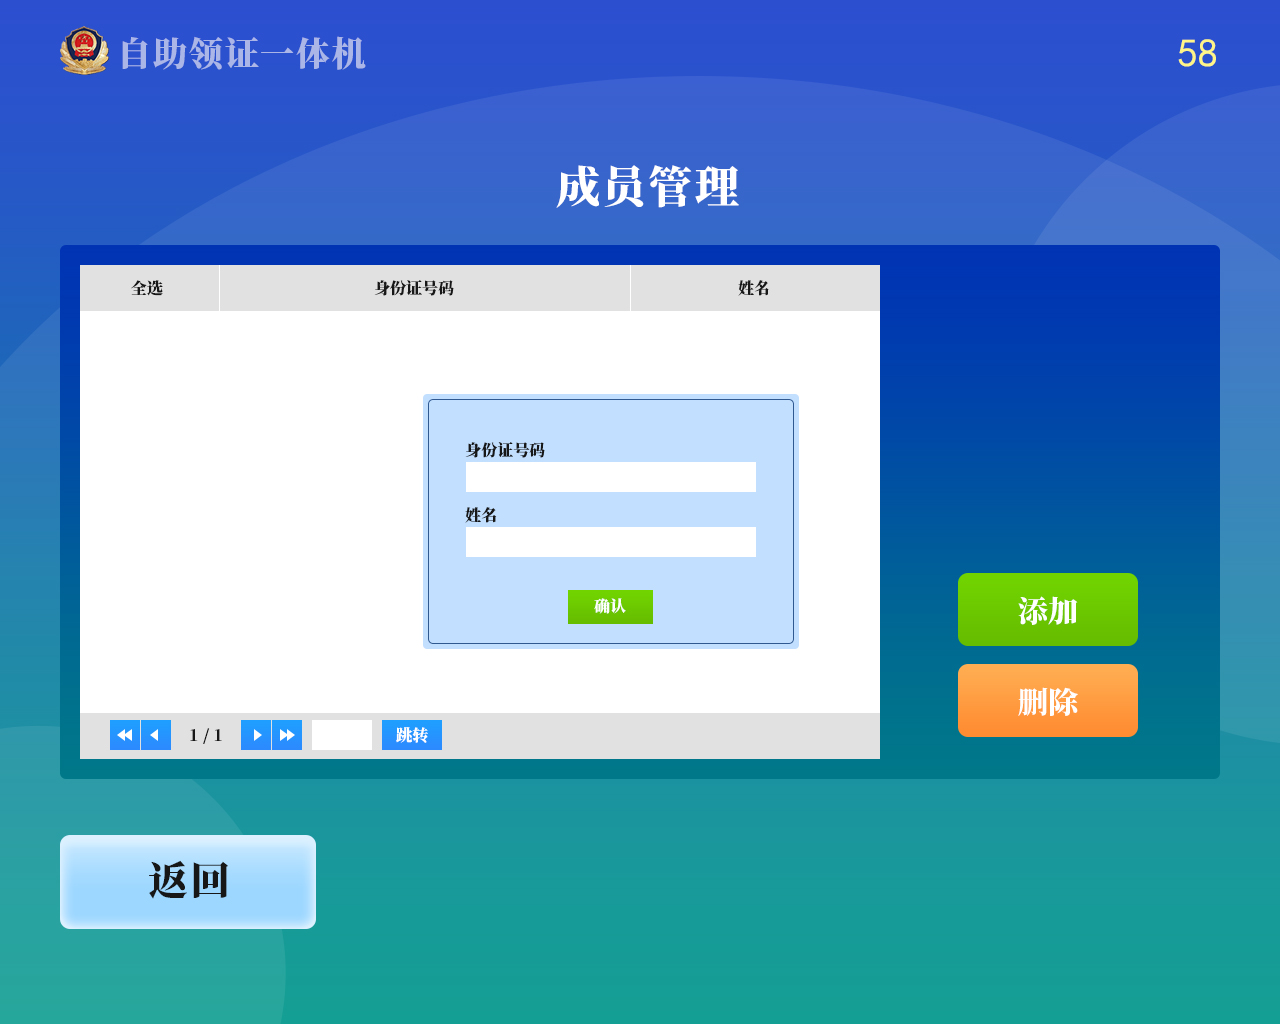 自助领证一体机
58
成员管理
全选 身份证号码 姓名
身份证号码
姓名
确认
添加
删除
1 / 1 跳转
返回